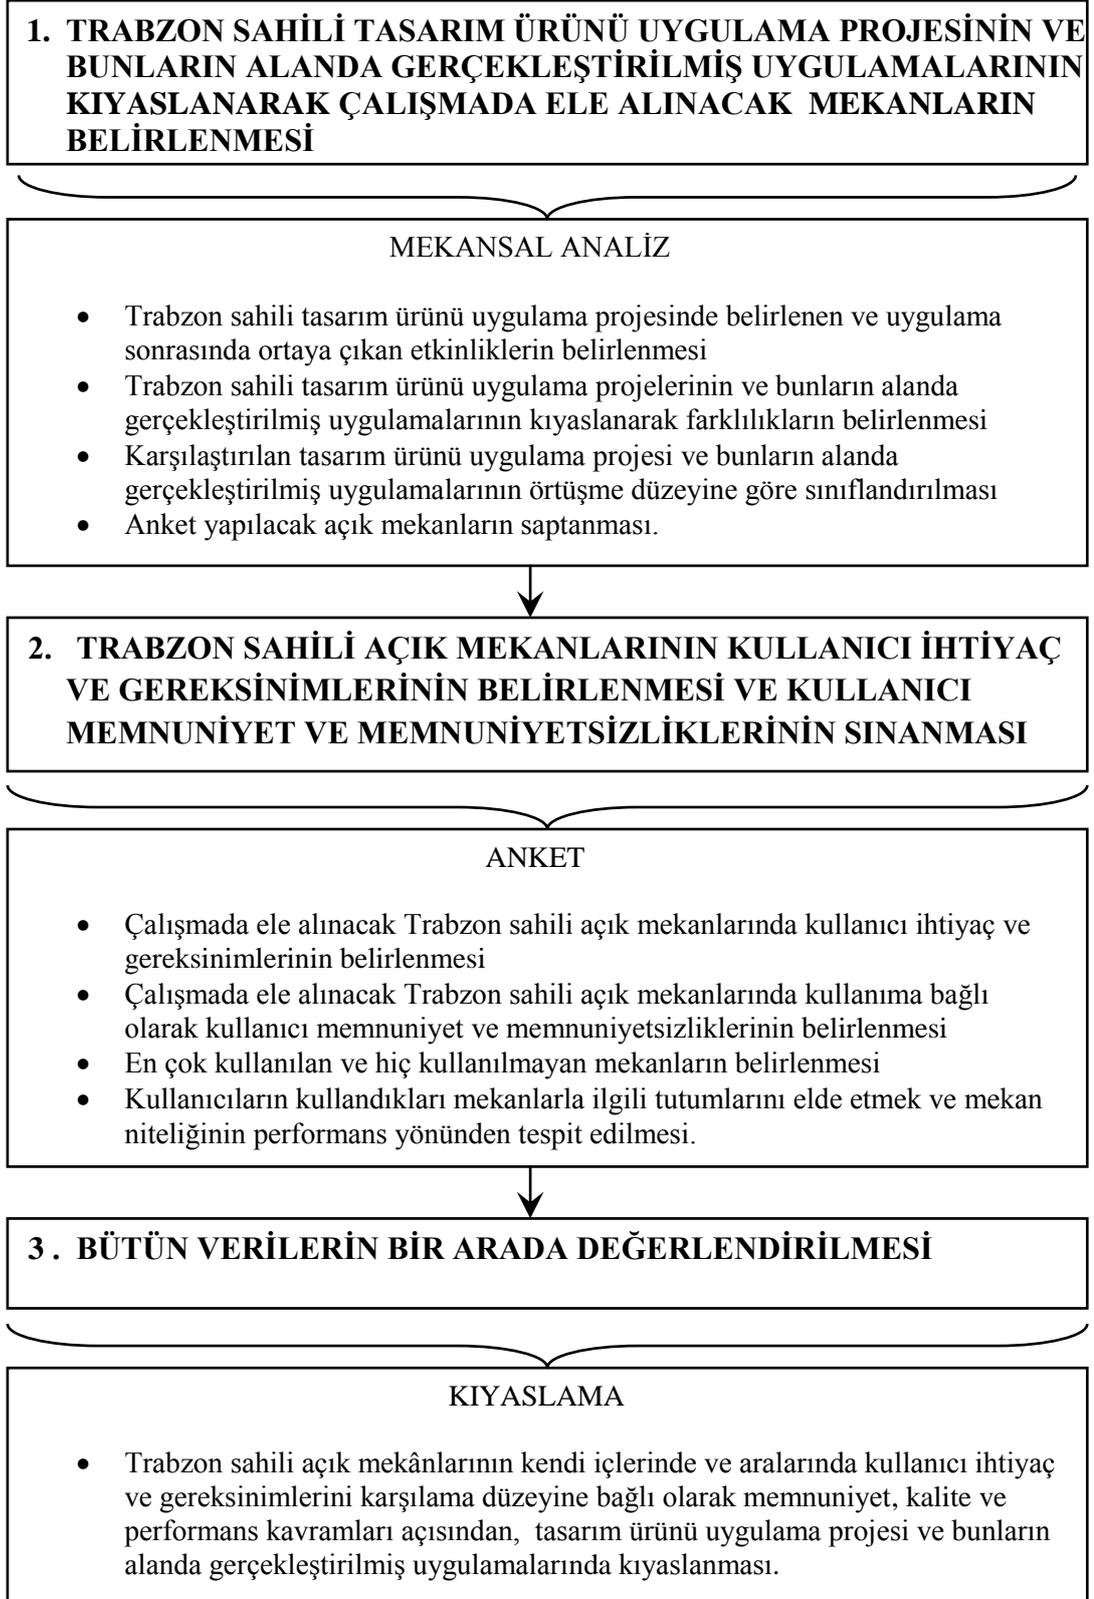 1. TRABZON SAHİLİ TASARIM ÜRÜNÜ UYGULAMA PROJESİNİN VE
BUNLARIN ALANDA GERÇEKLEŞTİRİLMİŞ UYGULAMALARININ
KIYASLANARAK ÇALIŞMADA ELE ALINACAK MEKANLARIN
BELİRLENMESİ
MEKANSAL ANALİZ
• Trabzon sahili tasarım ürünü uygulama projesinde belirlenen ve uygulama
sonrasında ortaya çıkan etkinliklerin belirlenmesi
• Trabzon sahili tasarım ürünü uygulama projelerinin ve bunların alanda
gerçekleştirilmiş uygulamalarının kıyaslanarak farklılıkların belirlenmesi
• Karşılaştırılan tasarım ürünü uygulama projesi ve bunların alanda
gerçekleştirilmiş uygulamalarının örtüşme düzeyine göre sınıflandırılması
• Anket yapılacak açık mekanların saptanması.
2. TRABZON SAHİLİ AÇIK MEKANLARININ KULLANICI İHTİYAÇ
VE GEREKSİNİMLERİNİN BELİRLENMESİ VE KULLANICI
MEMNUNİYET VE MEMNUNİYETSİZLİKLERİNİN SINANMASI
ANKET
• Çalışmada ele alınacak Trabzon sahili açık mekanlarında kullanıcı ihtiyaç ve
gereksinimlerinin belirlenmesi
• Çalışmada ele alınacak Trabzon sahili açık mekanlarında kullanıma bağlı
olarak kullanıcı memnuniyet ve memnuniyetsizliklerinin belirlenmesi
• En çok kullanılan ve hiç kullanılmayan mekanların belirlenmesi
• Kullanıcıların kullandıkları mekanlarla ilgili tutumlarını elde etmek ve mekan
niteliğinin performans yönünden tespit edilmesi.
3 . BÜTÜN VERİLERİN BİR ARADA DEĞERLENDİRİLMESİ
KIYASLAMA
• Trabzon sahili açık mekânlarının kendi içlerinde ve aralarında kullanıcı ihtiyaç
ve gereksinimlerini karşılama düzeyine bağlı olarak memnuniyet, kalite ve
performans kavramları açısından, tasarım ürünü uygulama projesi ve bunların
alanda gerçekleştirilmiş uygulamalarında kıyaslanması.